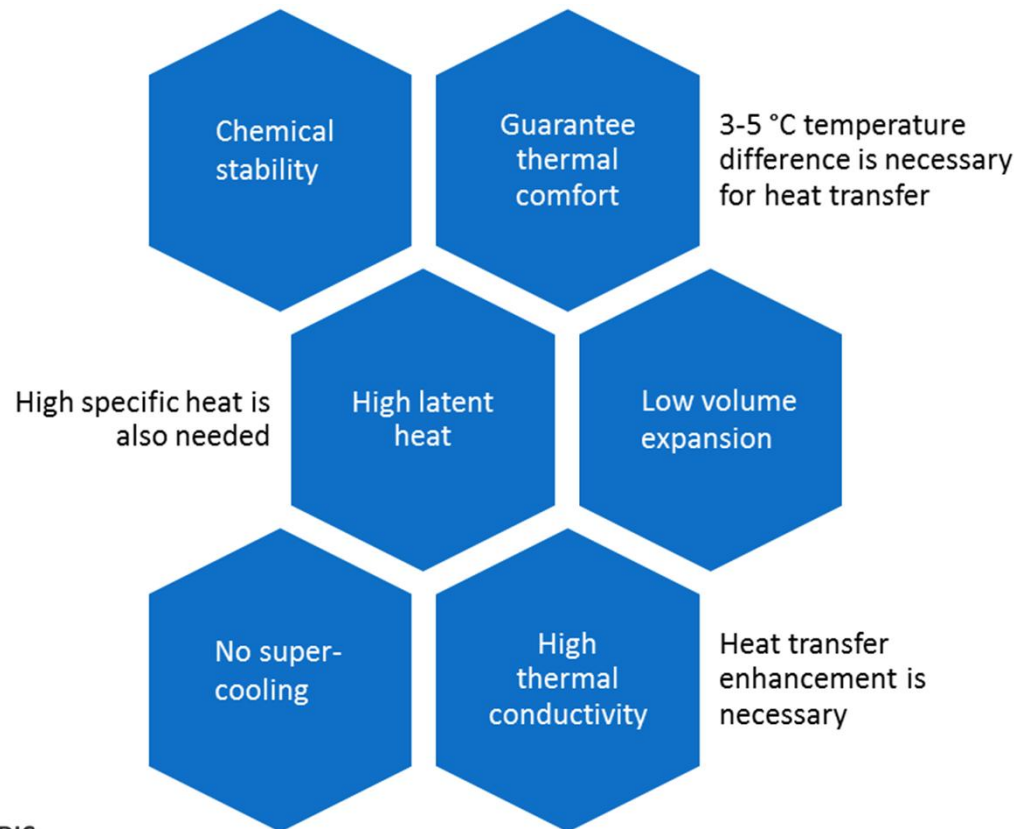 Chemical
stability
Guarantee
thermal
comfort
3-5 °C temperature
difference is necessary
for heat transfer
High specific heat is
also needed
High latent
heat
Low volume
expansion
No super-
cooling
High
thermal
conductivity
Heat transfer
enhancement is
necessary